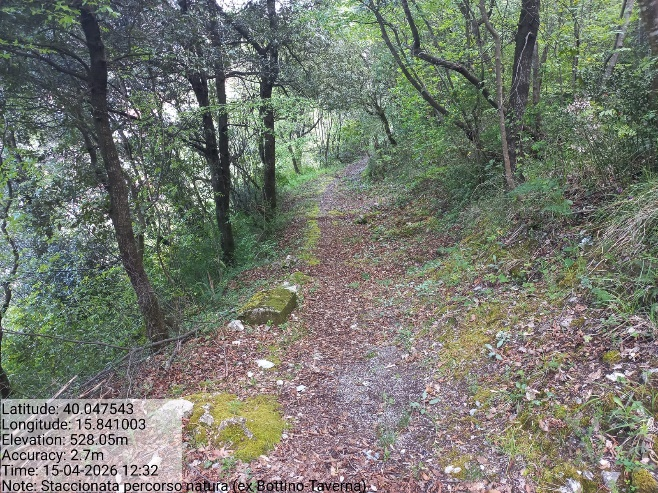 Latitude: 40.047543
Longitude: 15.841003
Elevation: 528.05m
Accuracy: 2.7m
Time: 15-04-2026 12:32
Note: Staccionata percorso natura (ex Bottino-Taverna)